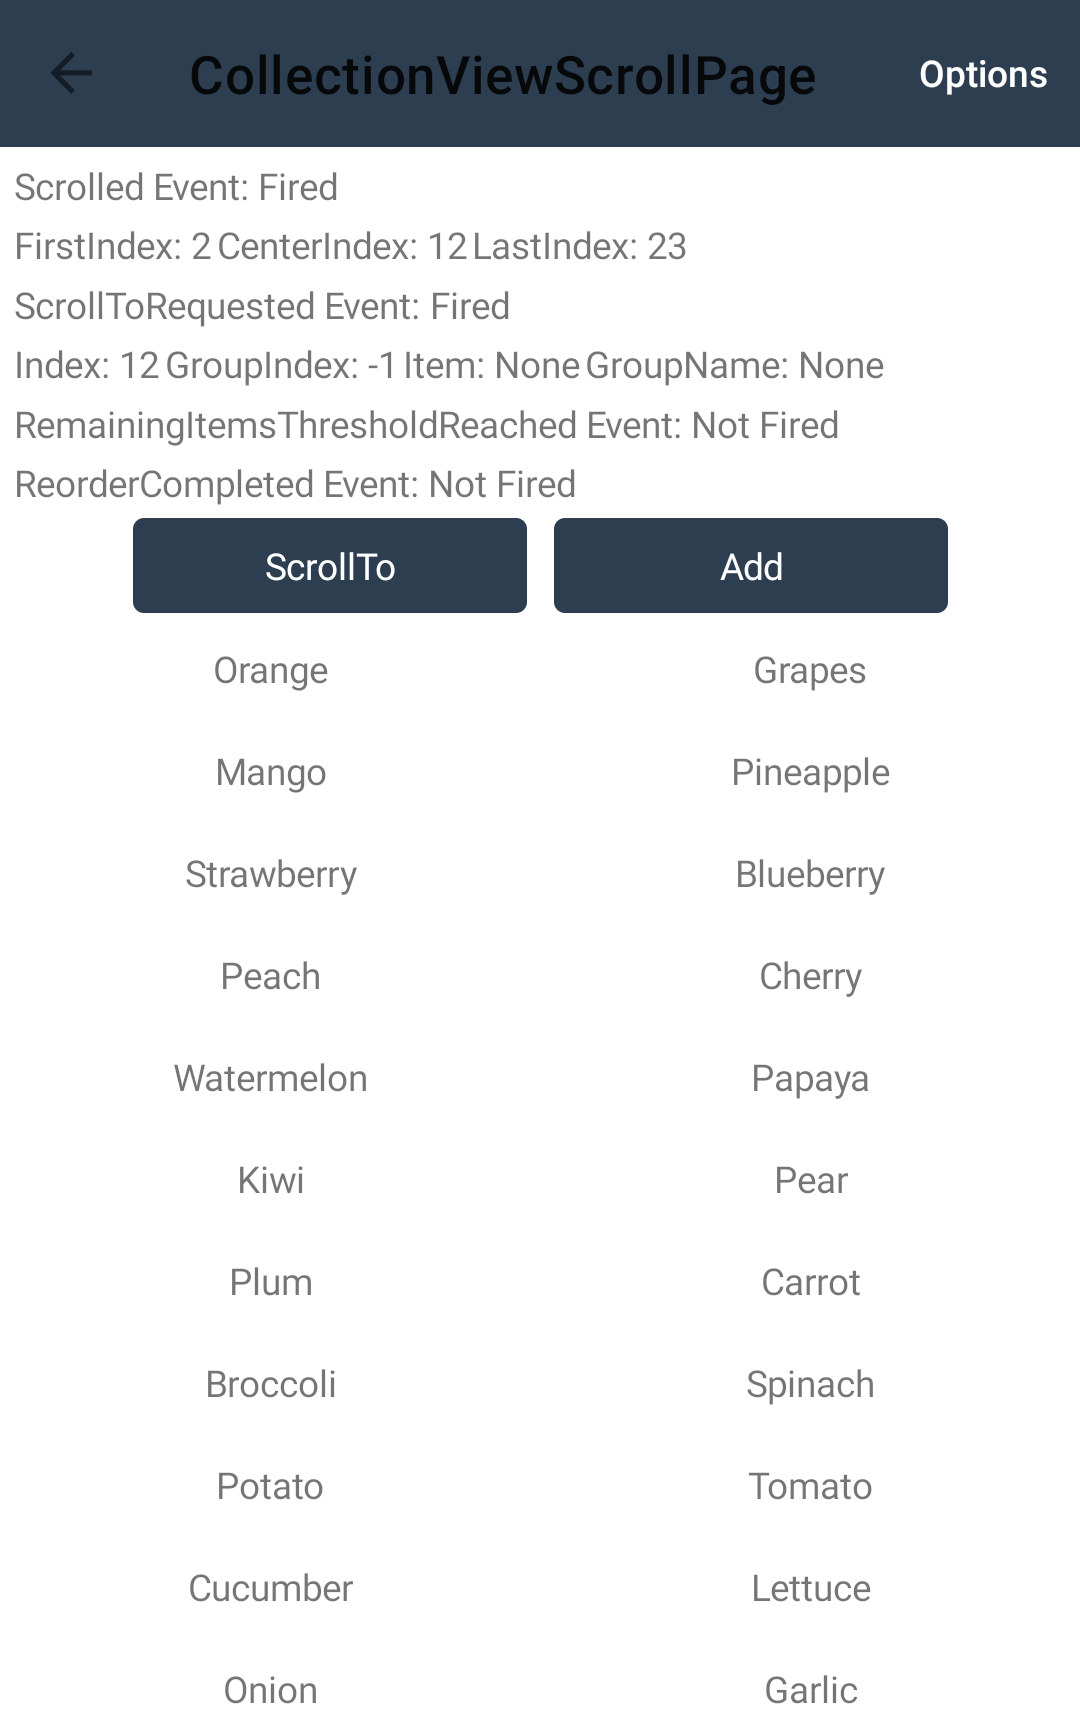 CollectionViewScrollPage Options
Scrolled Event: Fired
FirstIndex: 2 CenterIndex: 12 LastIndex: 23
ScrollToRequested Event: Fired
Index: 12 GroupIndex: -1 Item: None GroupName: None
RemainingItemsThresholdReached Event: Not Fired
ReorderCompleted Event: Not Fired
ScrollTo Add
Orange Grapes
Mango Pineapple
Strawberry Blueberry
Peach Cherry
Watermelon Papaya
Kiwi Pear
Plum Carrot
Broccoli Spinach
Potato Tomato
Cucumber Lettuce
Onion Garlic